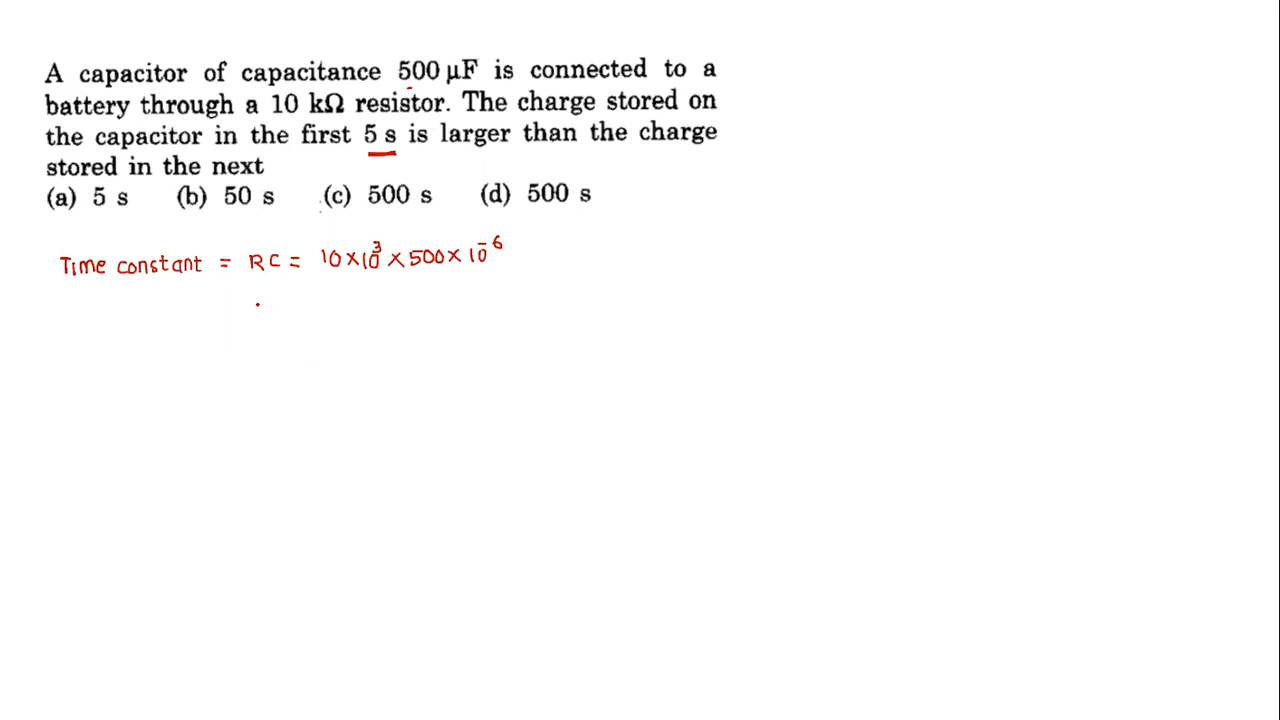 A capacitor of capacitance 500 μF is connected to a
battery through a 10 kΩ resistor. The charge stored on
the capacitor in the first 5 s is larger than the charge
stored in the next
(a) 5 s (b) 50 s (c) 500 s (d) 500 s
Time constant = RC = 10×10³ × 500 × 10⁻⁶